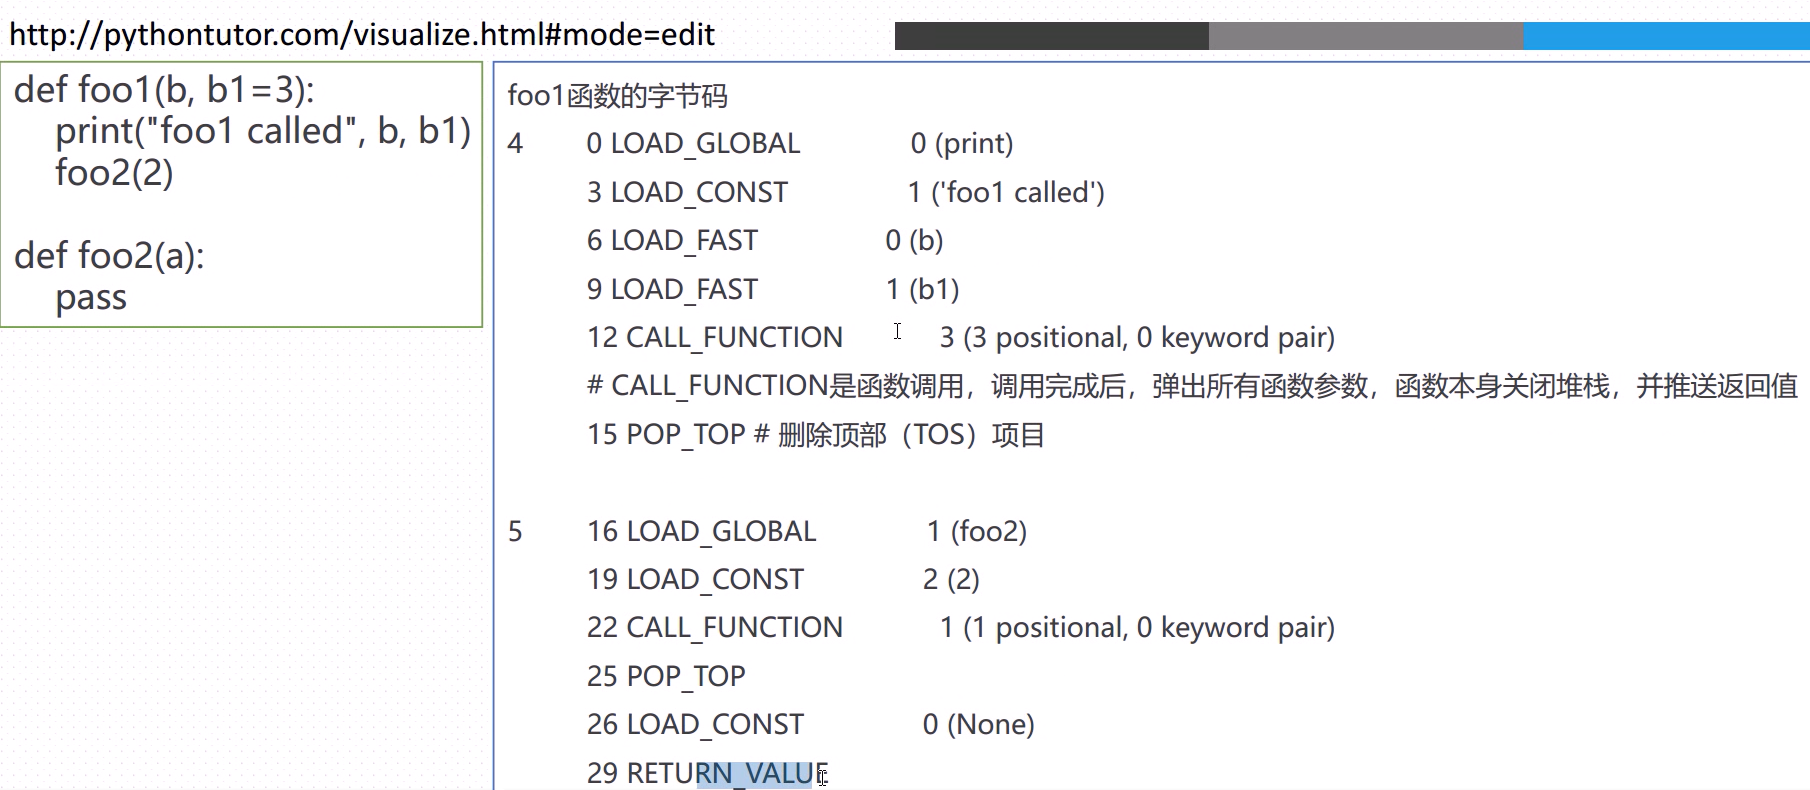 http://pythontutor.com/visualize.html#mode=edit
def foo1(b, b1=3):
    print("foo1 called", b, b1)
    foo2(2)
def foo2(a):
    pass
foo1函数的字节码
4 0 LOAD_GLOBAL 0 (print)
3 LOAD_CONST 1 ('foo1 called')
6 LOAD_FAST 0 (b)
9 LOAD_FAST 1 (b1)
12 CALL_FUNCTION 3 (3 positional, 0 keyword pair)
# CALL_FUNCTION是函数调用，调用完成后，弹出所有函数参数，函数本身关闭堆栈，并推送返回值
15 POP_TOP # 删除顶部（TOS）项目
5 16 LOAD_GLOBAL 1 (foo2)
19 LOAD_CONST 2 (2)
22 CALL_FUNCTION 1 (1 positional, 0 keyword pair)
25 POP_TOP
26 LOAD_CONST 0 (None)
29 RETURN_VALUE